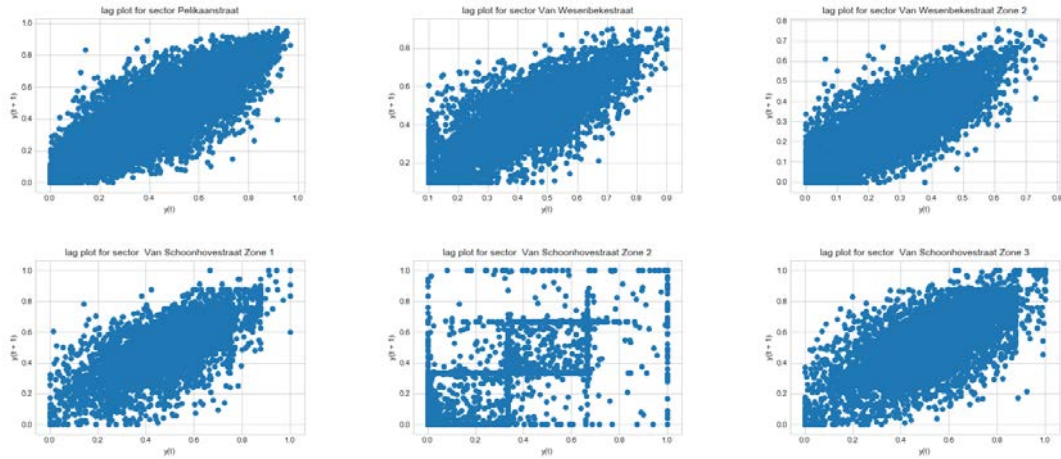 lag plot for sector Pelikaanstraat
lag plot for sector Van Wesenbekestraat
lag plot for sector Van Wesenbekestraat Zone 2
1.0
0.8
0.6
0.4
0.2
0.0
y(t + 1)
0.0 0.2 0.4 0.6 0.8 1.0
y(t)
0.8
0.6
0.4
0.2
y(t + 1)
0.1 0.2 0.3 0.4 0.5 0.6 0.7 0.8 0.9
y(t)
0.8
0.7
0.6
0.5
0.4
0.3
0.2
0.1
0.0
y(t + 1)
0.0 0.1 0.2 0.3 0.4 0.5 0.6 0.7 0.8
y(t)
lag plot for sector Van Schoonhovestraat Zone 1
lag plot for sector Van Schoonhovestraat Zone 2
lag plot for sector Van Schoonhovestraat Zone 3
1.0
0.8
0.6
0.4
0.2
0.0
y(t + 1)
0.0 0.2 0.4 0.6 0.8 1.0
y(t)
1.0
0.8
0.6
0.4
0.2
0.0
y(t + 1)
0.0 0.2 0.4 0.6 0.8 1.0
y(t)
1.0
0.8
0.6
0.4
0.2
0.0
y(t + 1)
0.0 0.2 0.4 0.6 0.8 1.0
y(t)